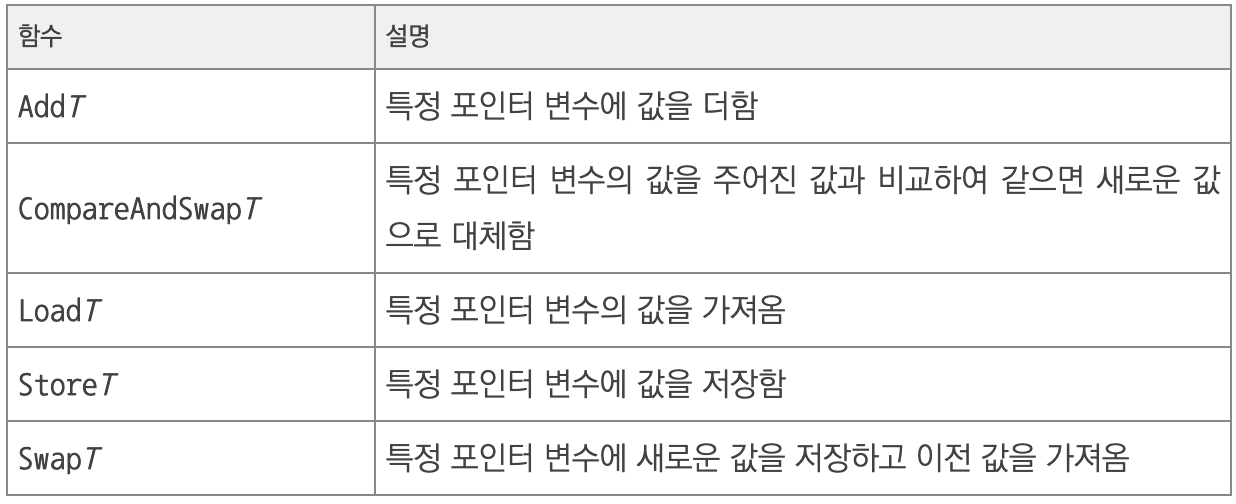 함수 설명
AddT 특정 포인터 변수에 값을 더함
CompareAndSwapT 특정 포인터 변수의 값을 주어진 값과 비교하여 같으면 새로운 값
으로 대체함
LoadT 특정 포인터 변수의 값을 가져옴
StoreT 특정 포인터 변수에 값을 저장함
SwapT 특정 포인터 변수에 새로운 값을 저장하고 이전 값을 가져옴